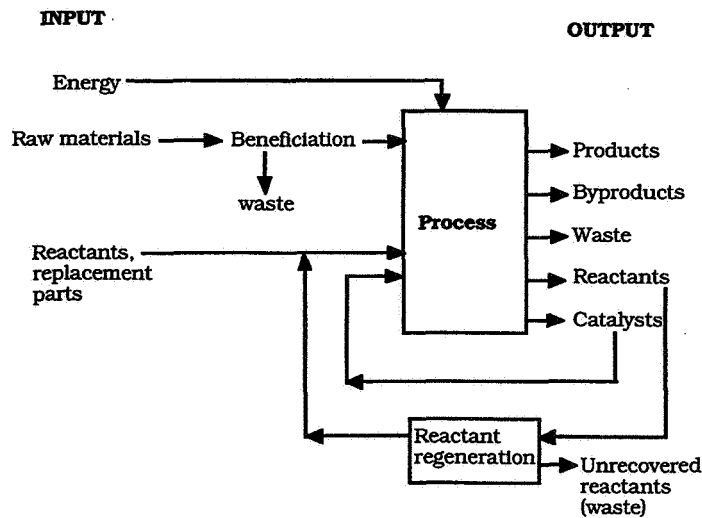 INPUT
OUTPUT
Energy
Raw materials
Beneficiation
waste
Process
Products
Byproducts
Waste
Reactants
Catalysts
Reactants,
replacement
parts
Reactant
regeneration
Unrecovered
reactants
(waste)